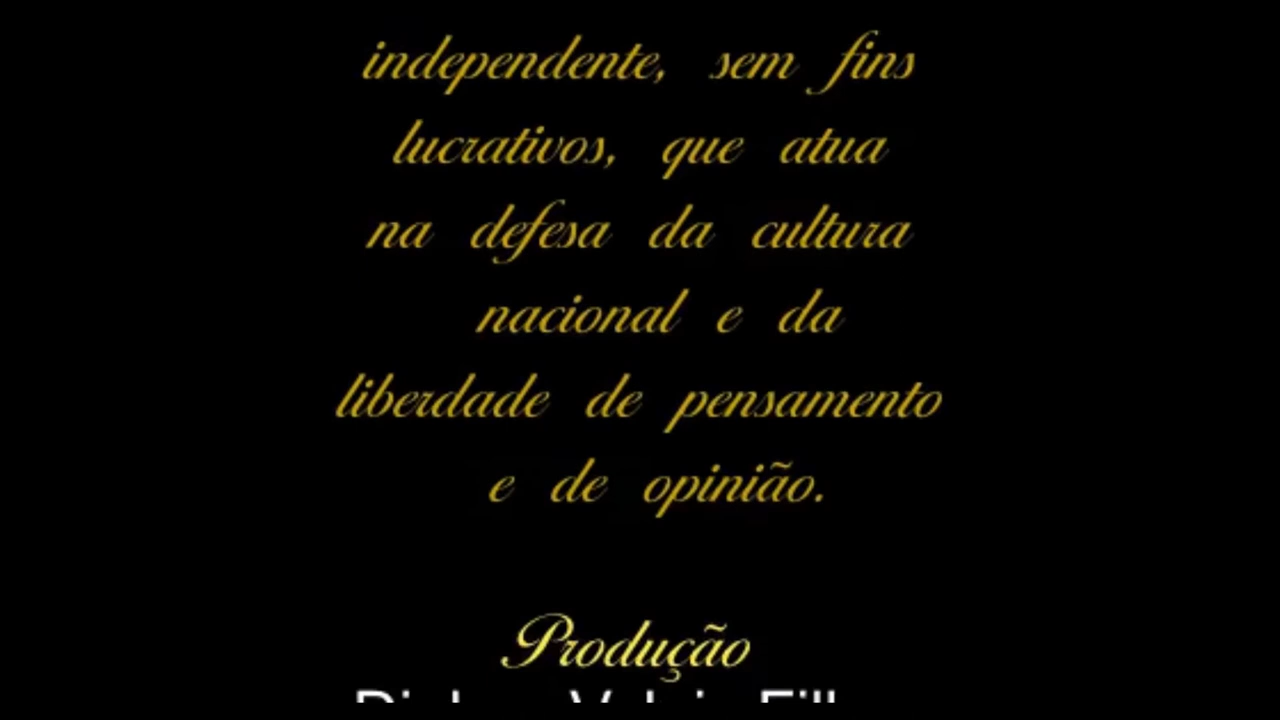 independente, sem fins
lucrativos, que atua
na defesa da cultura
nacional e da
liberdade de pensamento
e de opinião.
Produção